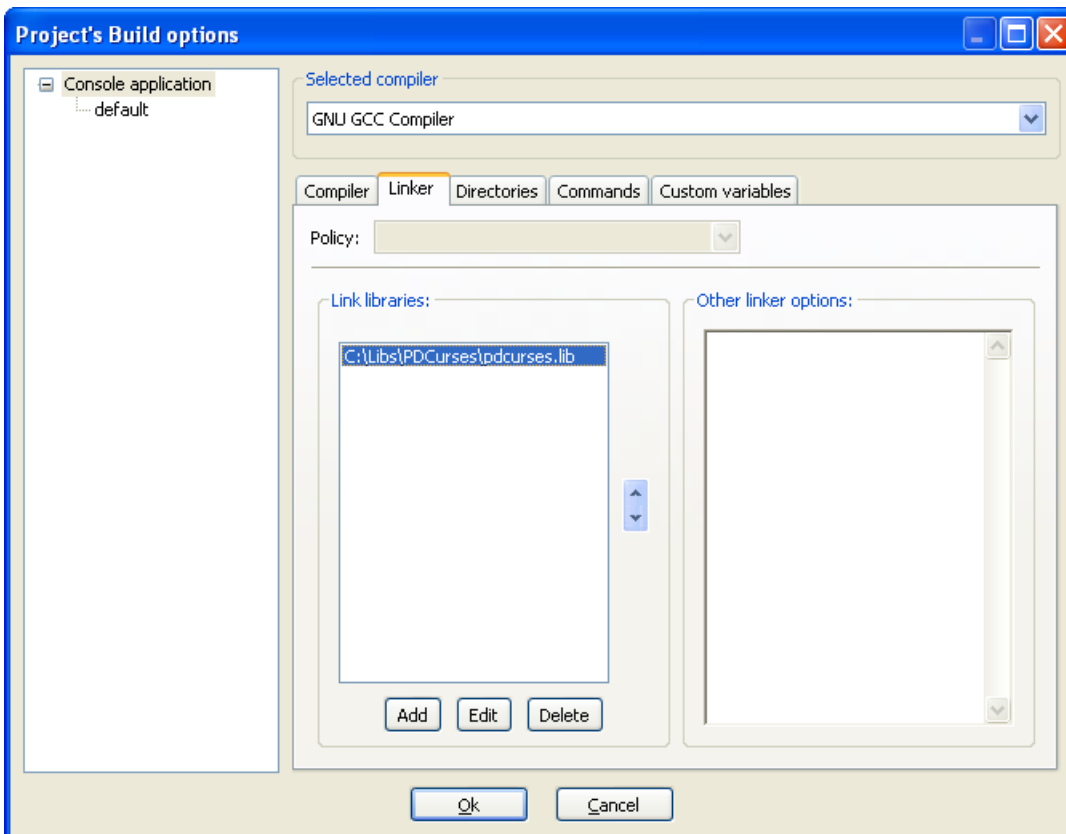 Project's Build options
Console application
default
Selected compiler
GNU GCC Compiler
Compiler
Linker
Directories
Commands
Custom variables
Policy:
Link libraries:
C:\Libs\PDCurses\pdcurses.lib
Add
Edit
Delete
Other linker options:
Ok
Cancel